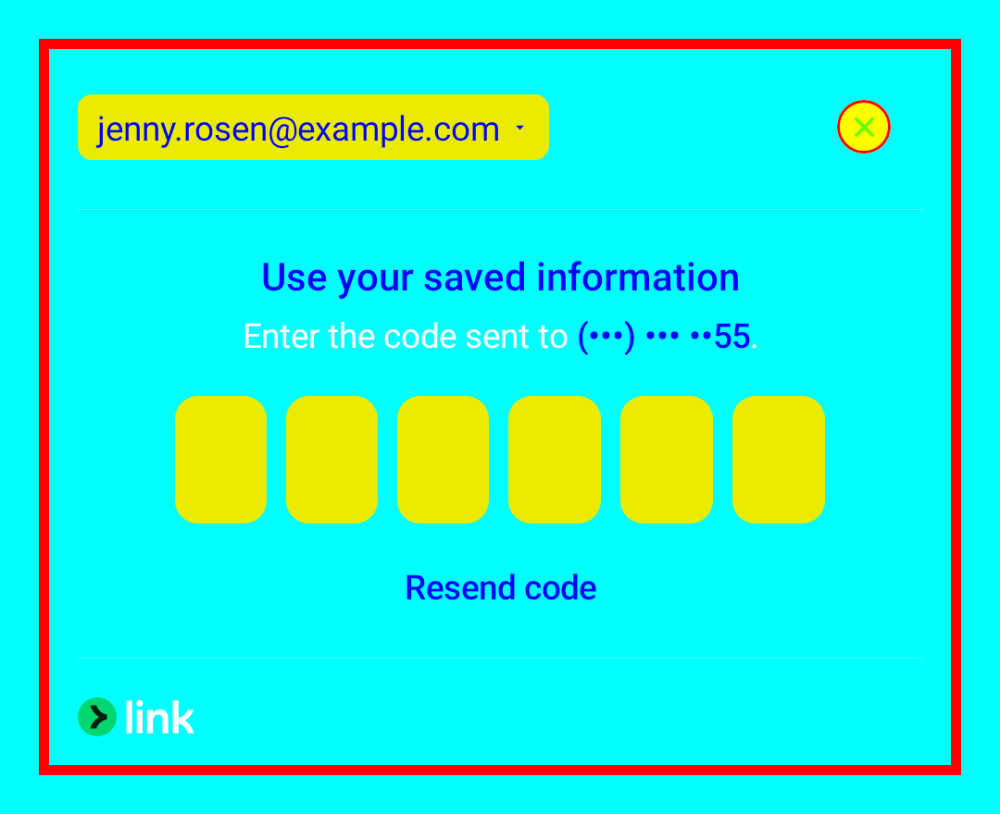 jenny.rosen@example.com
Use your saved information
Enter the code sent to (•••) ••• ••55.
Resend code
link